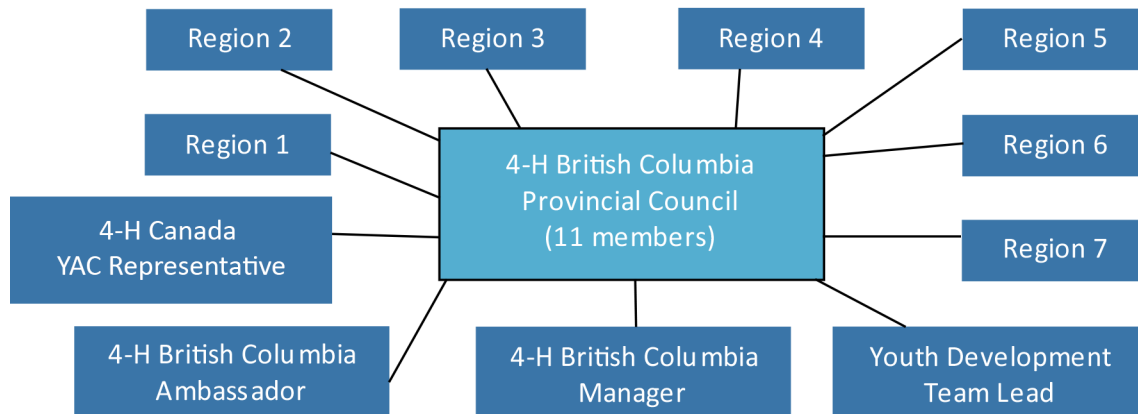 Region 2
Region 3
Region 4
Region 5
Region 1
4-H British Columbia
Provincial Council
(11 members)
Region 6
4-H Canada
YAC Representative
Region 7
4-H British Columbia
Ambassador
4-H British Columbia
Manager
Youth Development
Team Lead